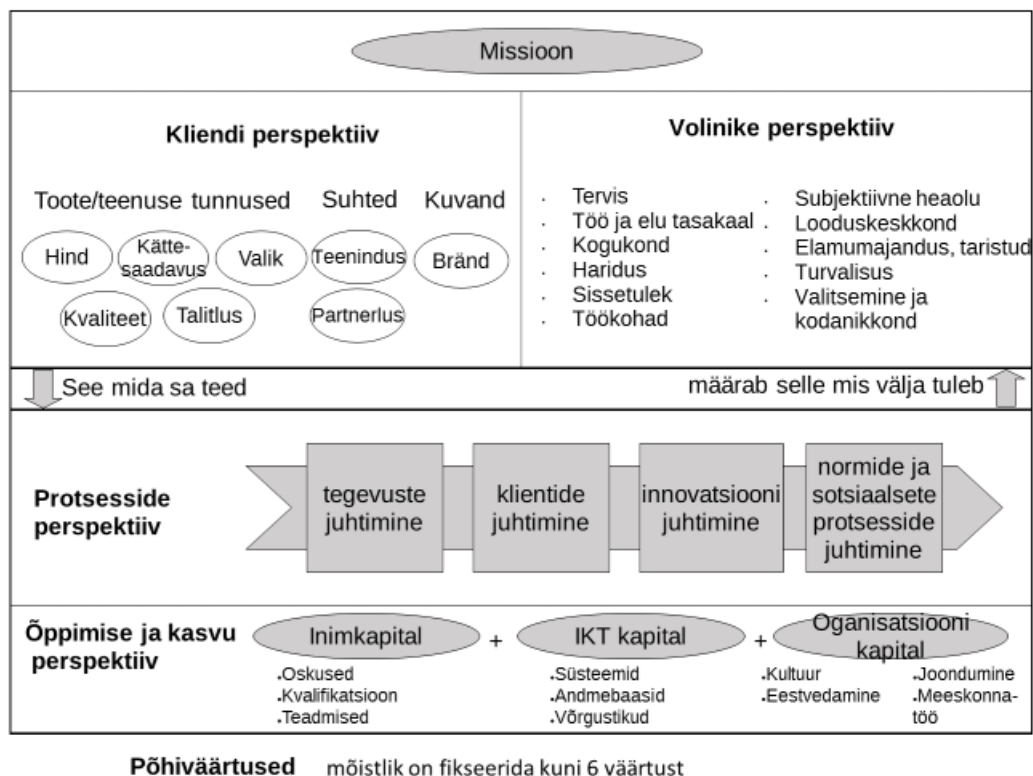 Missioon
Kliendi perspektiiv
Toote/teenuse tunnused
Suhted
Kuvand
Hind
Kätte-
saadavus
Valik
Teenindus
Bränd
Kvaliteet
Talitlus
Partnerlus
Volinike perspektiiv
. Tervis
. Töö ja elu tasakaal
. Kogukond
. Haridus
. Sissetulek
. Töökohad
. Subjektiivne heaolu
. Looduskeskkond
. Elamumajandus, taristud
. Turvalisus
. Valitsemine ja
kodanikkond
See mida sa teed
määrab selle mis välja tuleb
Protsesside
perspektiiv
tegevuste
juhtimine
klientide
juhtimine
innovatsiooni
juhtimine
normide ja
sotsiaalsete
protsesside
juhtimine
Õppimise ja kasvu
perspektiiv
Inimkapital
+
IKT kapital
+
Oganisatsiooni
kapital
.Oskused
.Kvalifikatsioon
.Teadmised
.Süsteemid
.Andmebaasid
.Võrgustikud
.Kultuur
.Eestvedamine
.Joondumine
.Meeskonna-
töö
Põhiväärtused mõistlik on fikseerida kuni 6 väärtust